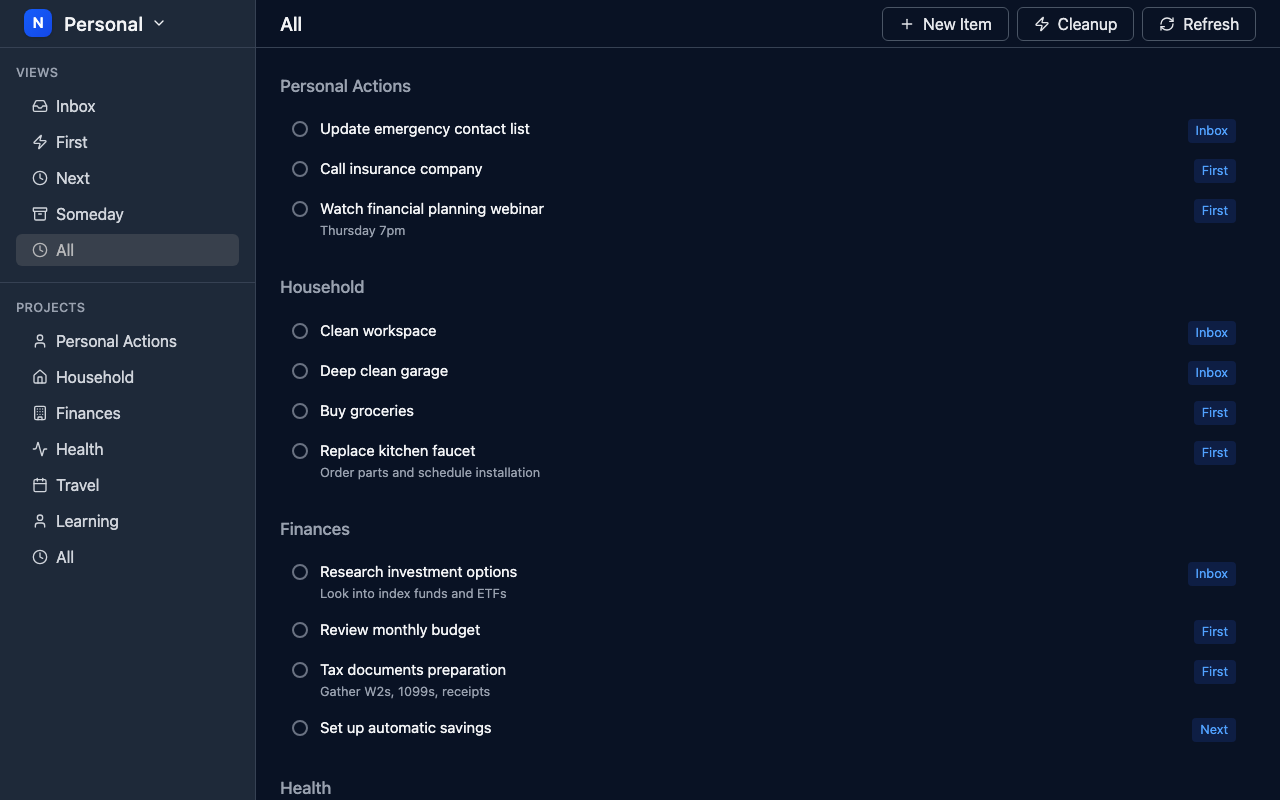 N Personal
VIEWS
Inbox
First
Next
Someday
All
PROJECTS
Personal Actions
Household
Finances
Health
Travel
Learning
All
All
New Item
Cleanup
Refresh
Personal Actions
Update emergency contact list Inbox
Call insurance company First
Watch financial planning webinar First
Thursday 7pm
Household
Clean workspace Inbox
Deep clean garage Inbox
Buy groceries First
Replace kitchen faucet First
Order parts and schedule installation
Finances
Research investment options Inbox
Look into index funds and ETFs
Review monthly budget First
Tax documents preparation First
Gather W2s, 1099s, receipts
Set up automatic savings Next
Health